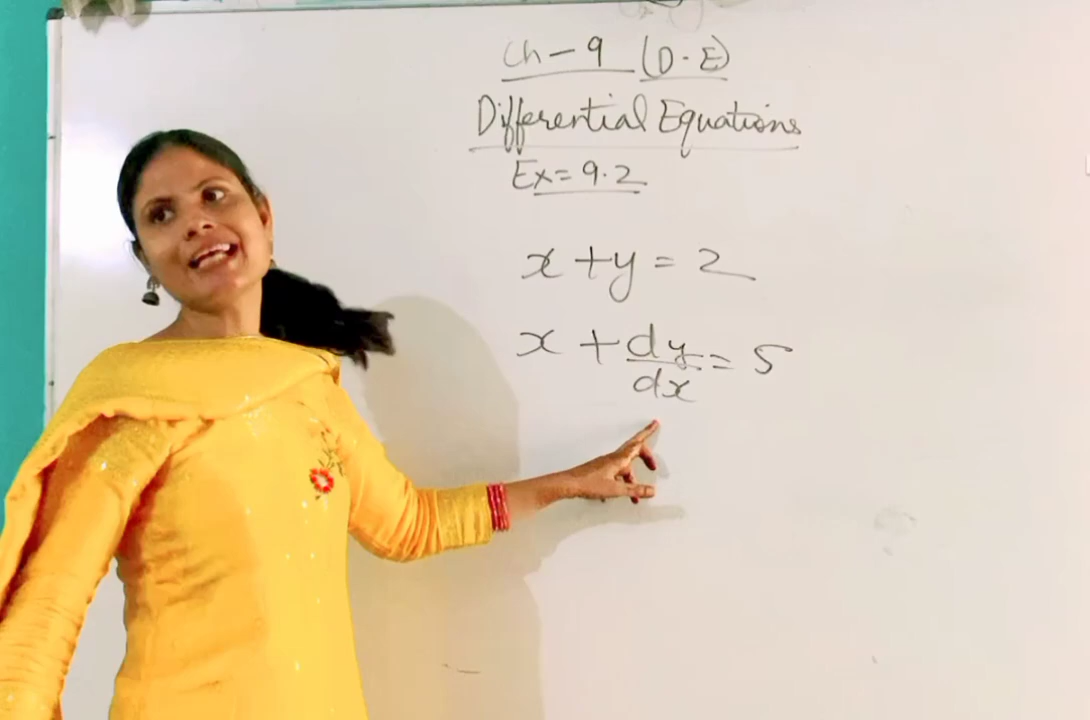 Ch-9 (D.E)
Differential Equations
Ex=9.2
x+y=2
x+dy/dx=5